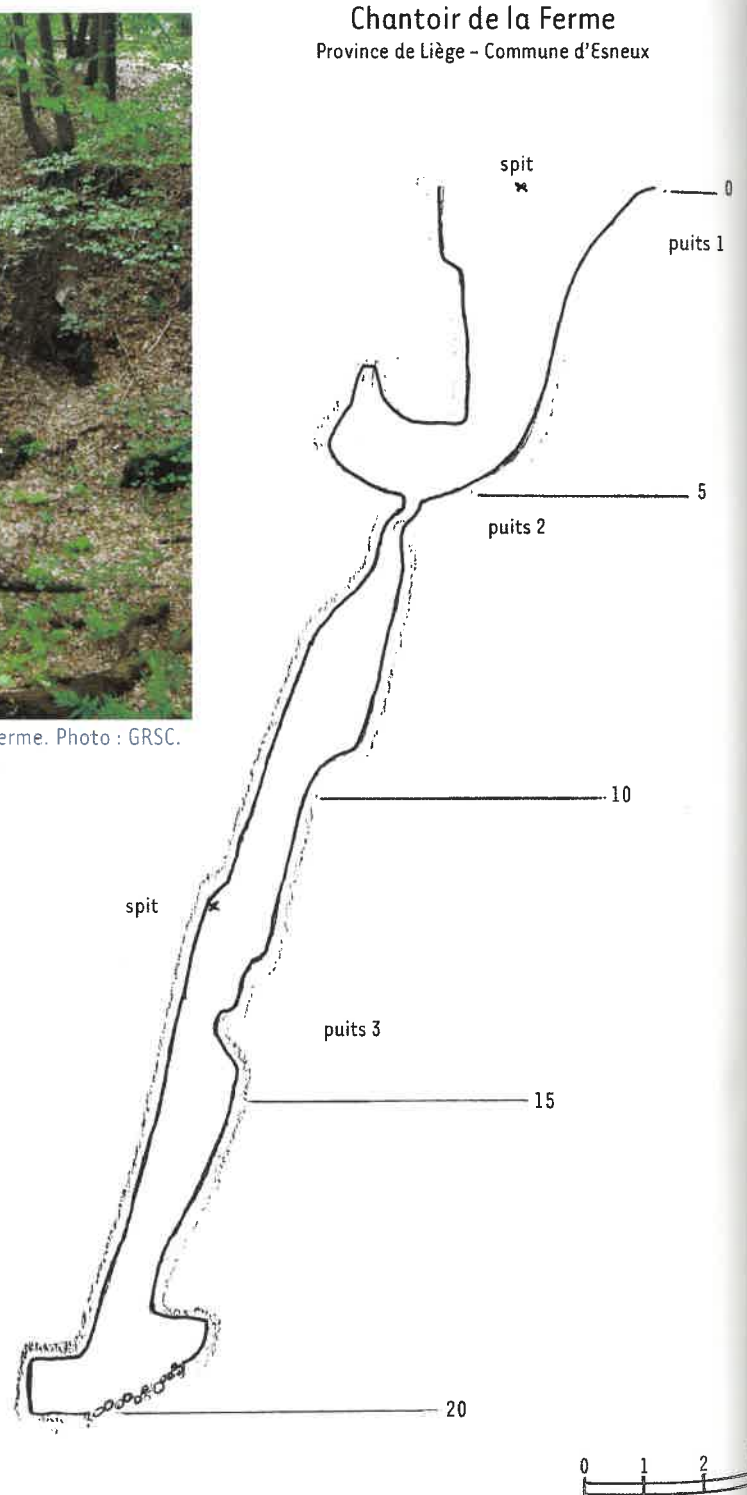 Chantoir de la Ferme
Province de Liège – Commune d'Esneux
spit
0
puits 1
5
puits 2
erme. Photo : GRSC.
10
spit
puits 3
15
20
0 1 2